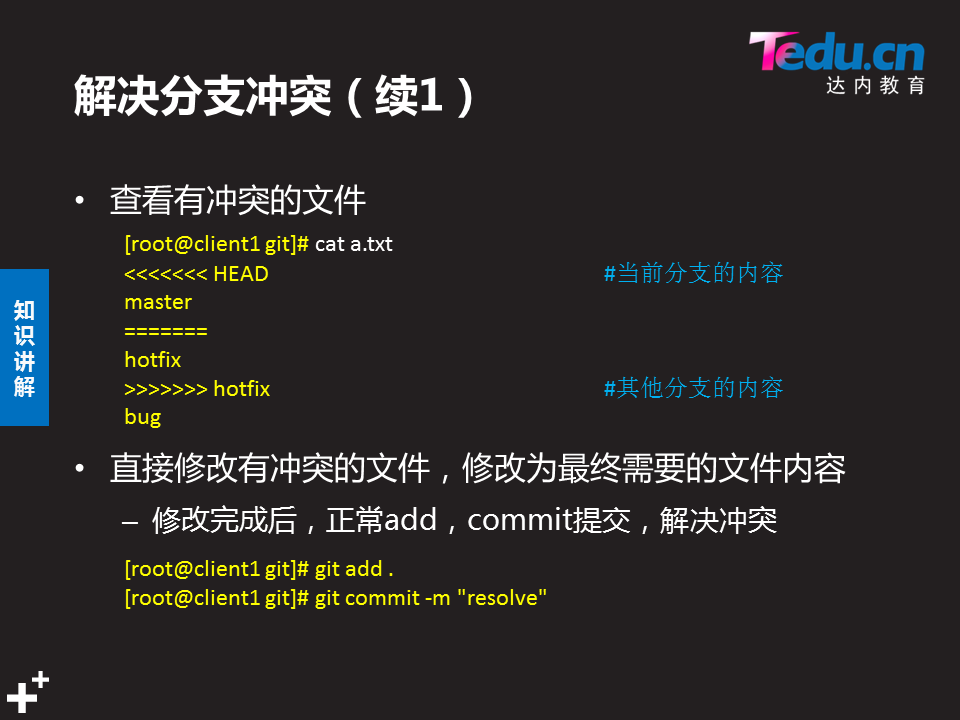 Tedu.cn
达内教育
解决分支冲突（续1）
• 查看有冲突的文件
[root@client1 git]# cat a.txt
<<<<<<< HEAD #当前分支的内容
master
=======
hotfix
>>>>>>> hotfix #其他分支的内容
bug
知识讲解
• 直接修改有冲突的文件，修改为最终需要的文件内容
– 修改完成后，正常add，commit提交，解决冲突
[root@client1 git]# git add .
[root@client1 git]# git commit -m "resolve"